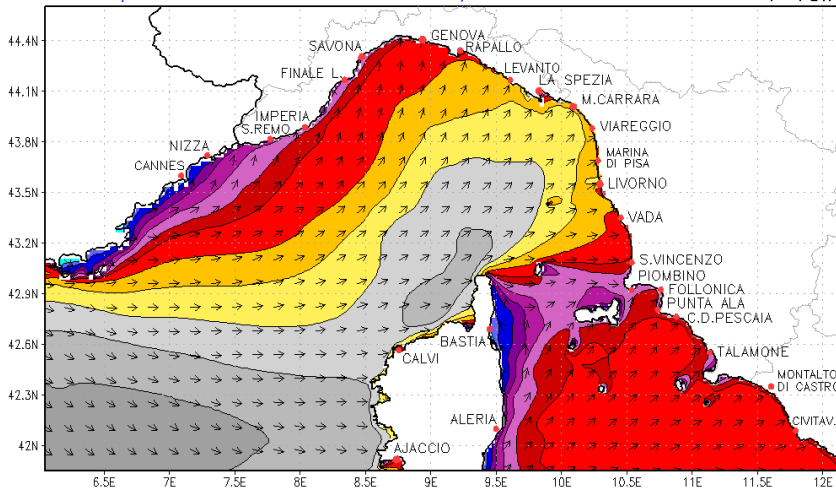 44.4N
44.1N
43.8N
43.5N
43.2N
42.9N
42.6N
42.3N
42N
GENOVA
SAVONA
RAPALLO
FINALE L.
LEVANTO
LA SPEZIA
M.CARRARA
IMPERIA
S.REMO
VIAREGGIO
NIZZA
CANNES
MARINA
DI PISA
LIVORNO
VADA
S.VINCENZO
PIOMBINO
FOLLONICA
PUNTA ALA
C.D.PESCAIA
BASTIA
CALVI
TALAMONE
MONTALTO
DI CASTRO
ALERIA
CIVITAV.
AJACCIO
6.5E
7E
7.5E
8E
8.5E
9E
9.5E
10E
10.5E
11E
11.5E
12E